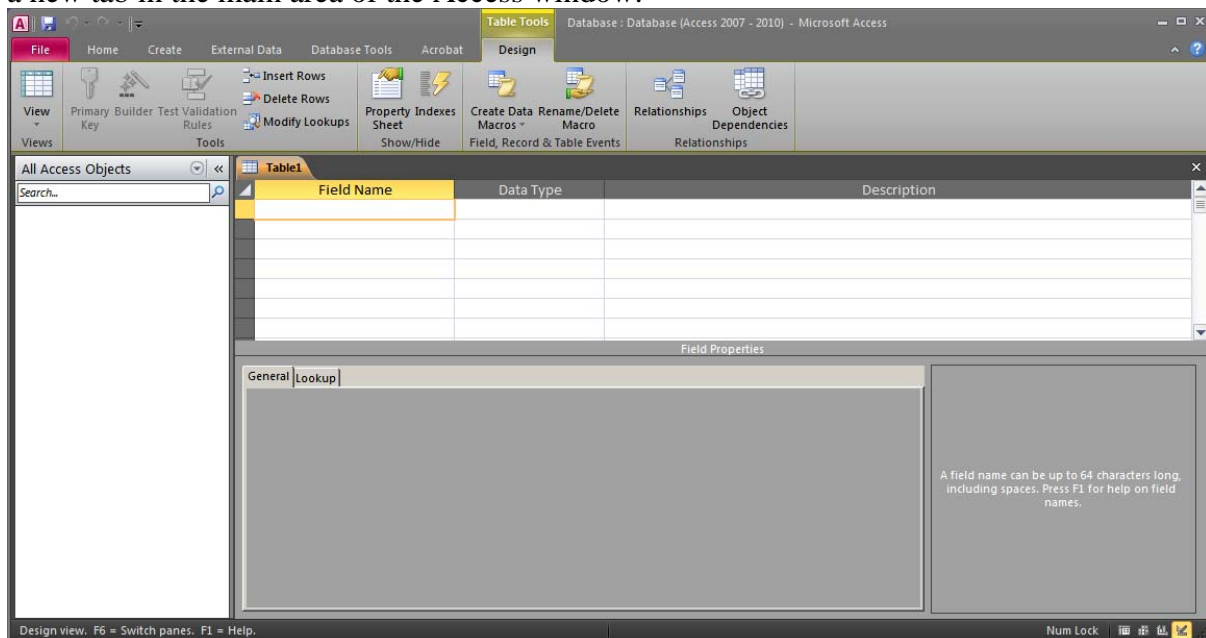 a new tab in the main area of the Access window.
Table Tools Database : Database (Access 2007 - 2010) - Microsoft Access
File Home Create External Data Database Tools Acrobat Design
View
Primary Key
Builder
Test Validation Rules
Insert Rows
Delete Rows
Modify Lookups
Property Sheet
Indexes
Create Data Macros
Rename/Delete Macro
Relationships
Object Dependencies
Views Tools Show/Hide Field, Record & Table Events Relationships
All Access Objects «
Search...
Table1
Field Name Data Type Description
Field Properties
General Lookup
A field name can be up to 64 characters long,
including spaces. Press F1 for help on field
names.
Design view. F6 = Switch panes. F1 = Help. Num Lock